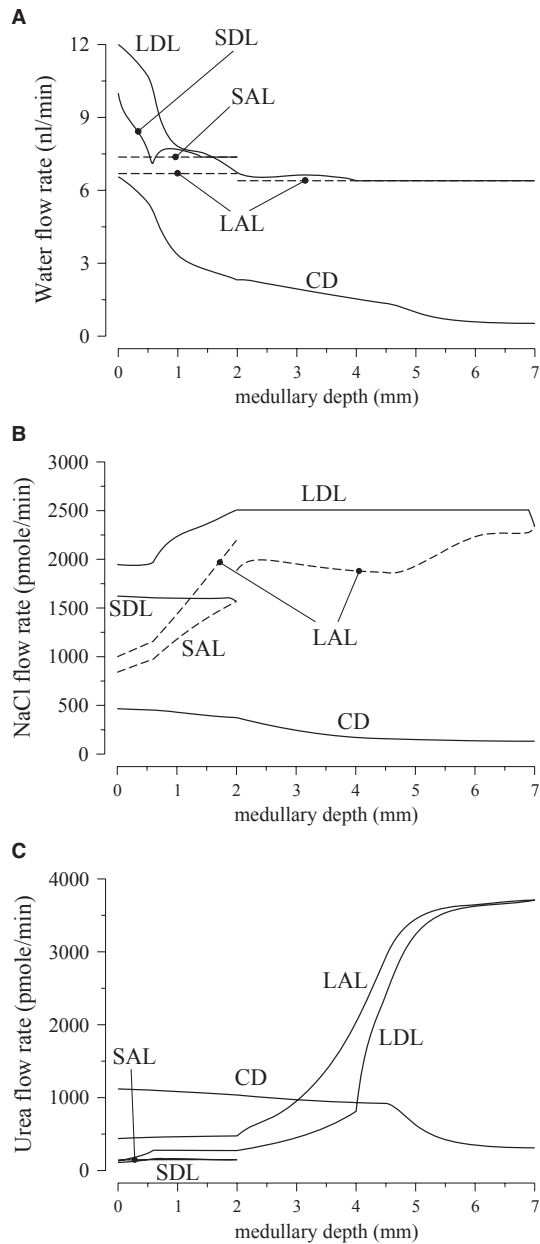 A
Water flow rate (nl/min)
12
9
6
3
0
LDL
SDL
SAL
LAL
CD
0 1 2 3 4 5 6 7
medullary depth (mm)
B
NaCl flow rate (pmole/min)
3000
2500
2000
1500
1000
500
0
LDL
SDL
SAL
LAL
CD
0 1 2 3 4 5 6 7
medullary depth (mm)
C
Urea flow rate (pmole/min)
4000
3000
2000
1000
0
LAL
LDL
SAL
CD
SDL
0 1 2 3 4 5 6 7
medullary depth (mm)